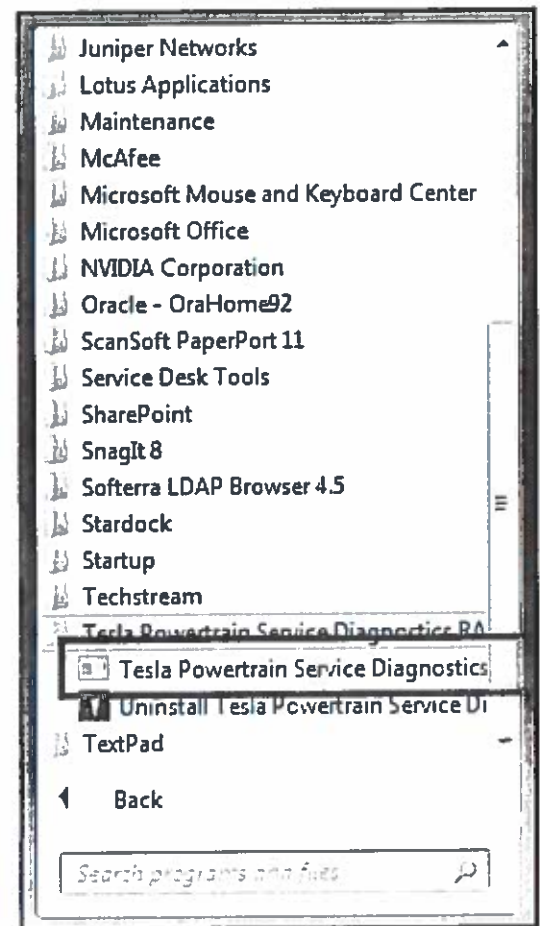 Juniper Networks
Lotus Applications
Maintenance
McAfee
Microsoft Mouse and Keyboard Center
Microsoft Office
NVIDIA Corporation
Oracle - OraHome92
ScanSoft PaperPort 11
Service Desk Tools
SharePoint
SnagIt 8
Softerra LDAP Browser 4.5
Stardock
Startup
Techstream
Tesla Powertrain Service Diagnostics RA
Tesla Powertrain Service Diagnostics
Uninstall Tesla Powertrain Service Di
TextPad
Back
Search programs and files